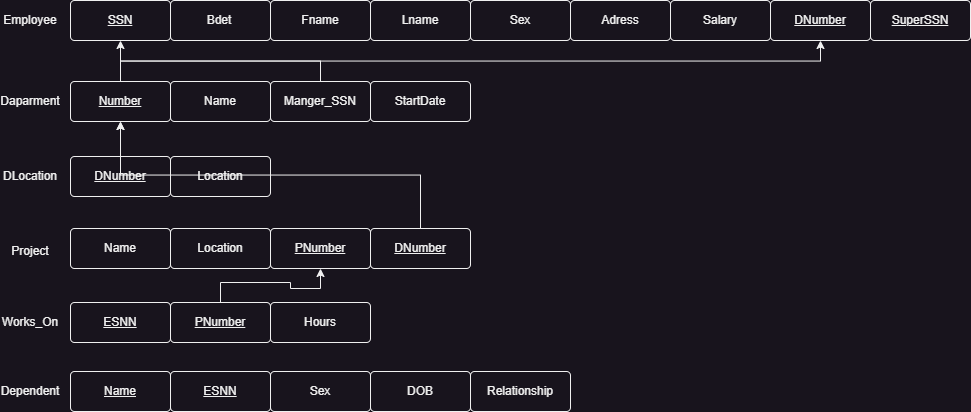 Employee SSN Bdet Fname Lname Sex Adress Salary DNumber SuperSSN
Daparment Number Name Manger_SSN StartDate
DLocation DNumber Location
Project Name Location PNumber DNumber
Works_On ESNN PNumber Hours
Dependent Name ESNN Sex DOB Relationship